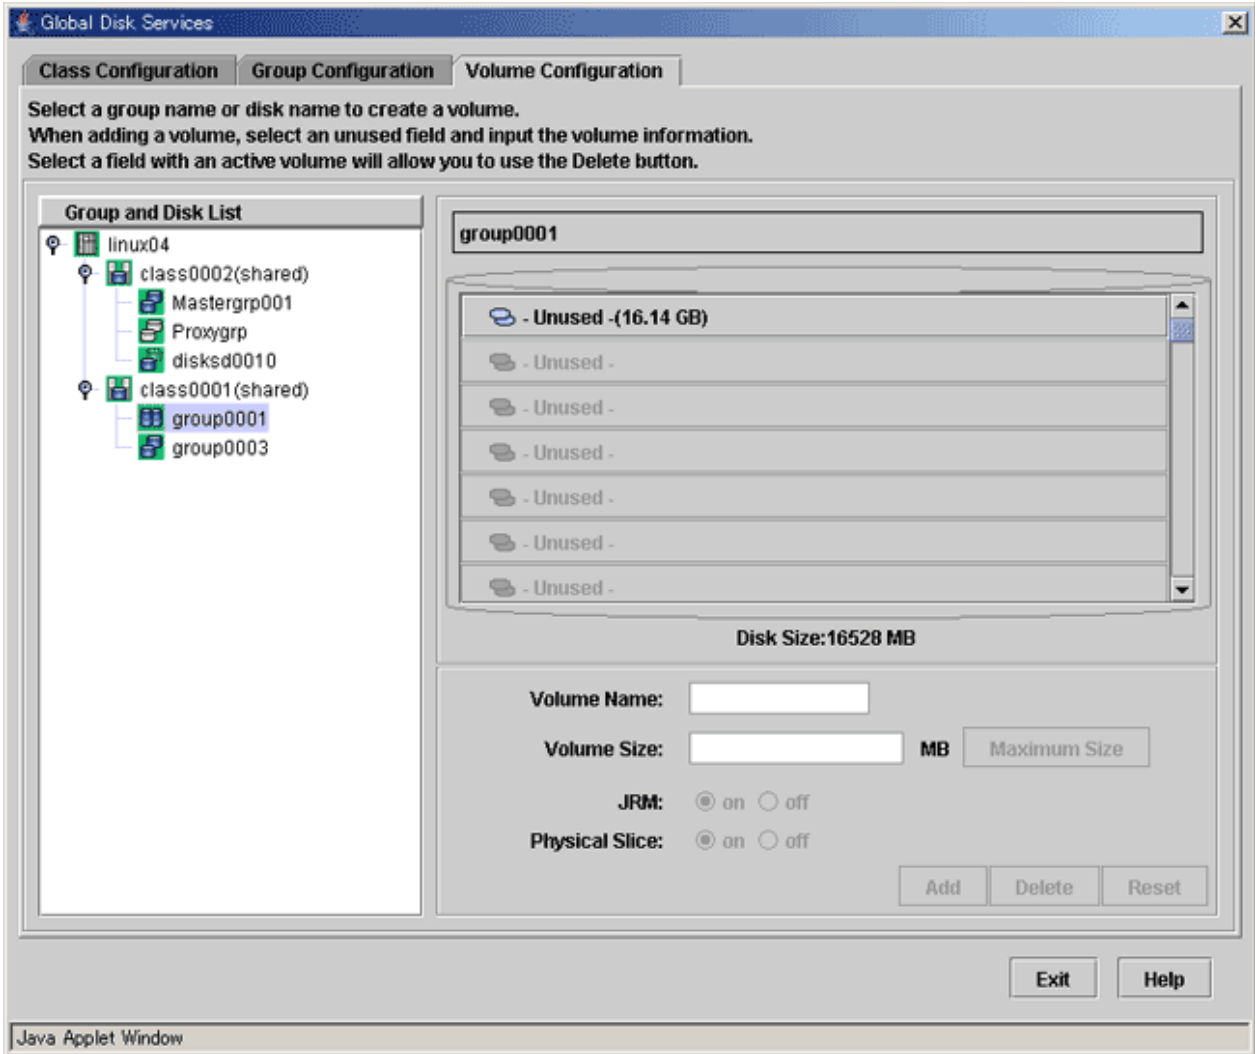 Global Disk Services
Class Configuration Group Configuration Volume Configuration
Select a group name or disk name to create a volume.
When adding a volume, select an unused field and input the volume information.
Select a field with an active volume will allow you to use the Delete button.
Group and Disk List
linux04
class0002(shared)
Mastergrp001
Proxygrp
disksd0010
class0001(shared)
group0001
group0003
group0001
- Unused -(16.14 GB)
- Unused -
- Unused -
- Unused -
- Unused -
- Unused -
- Unused -
Disk Size:16528 MB
Volume Name:
Volume Size: MB Maximum Size
JRM: on off
Physical Slice: on off
Add Delete Reset
Exit Help
Java Applet Window